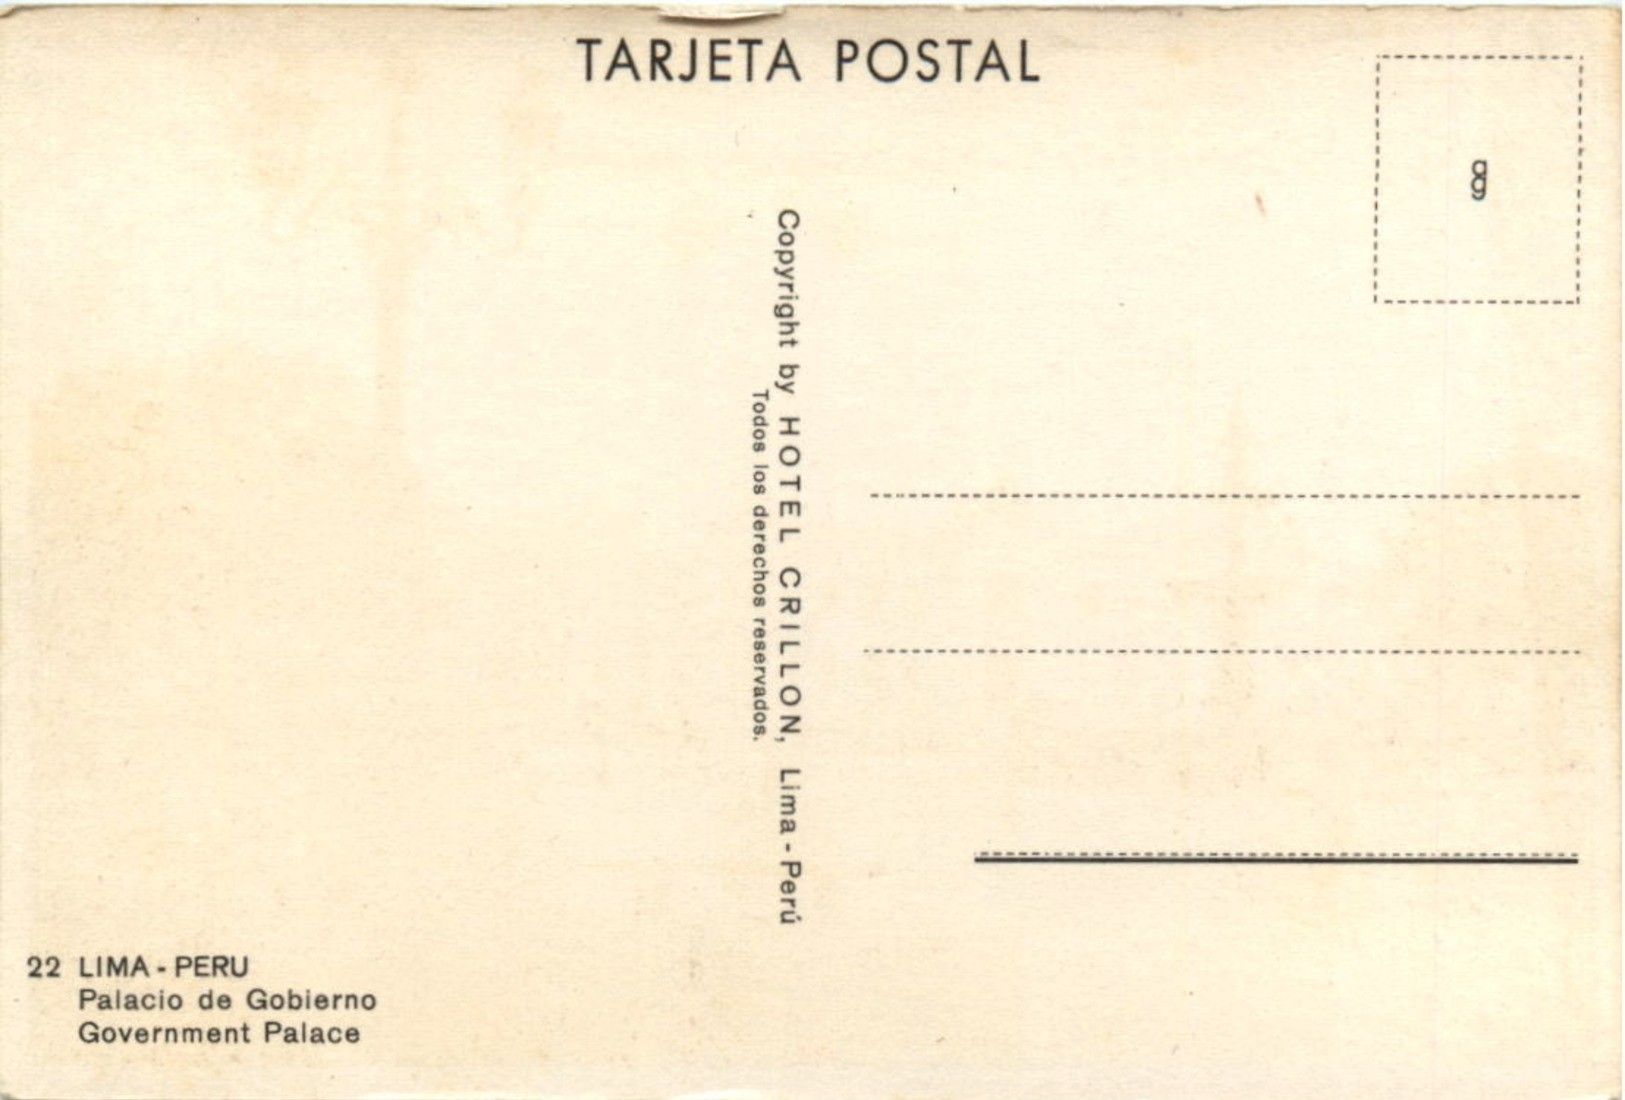 TARJETA POSTAL
Copyright by HOTEL CRILLON, Lima - Perú
Todos los derechos reservados.
22 LIMA - PERU
Palacio de Gobierno
Government Palace